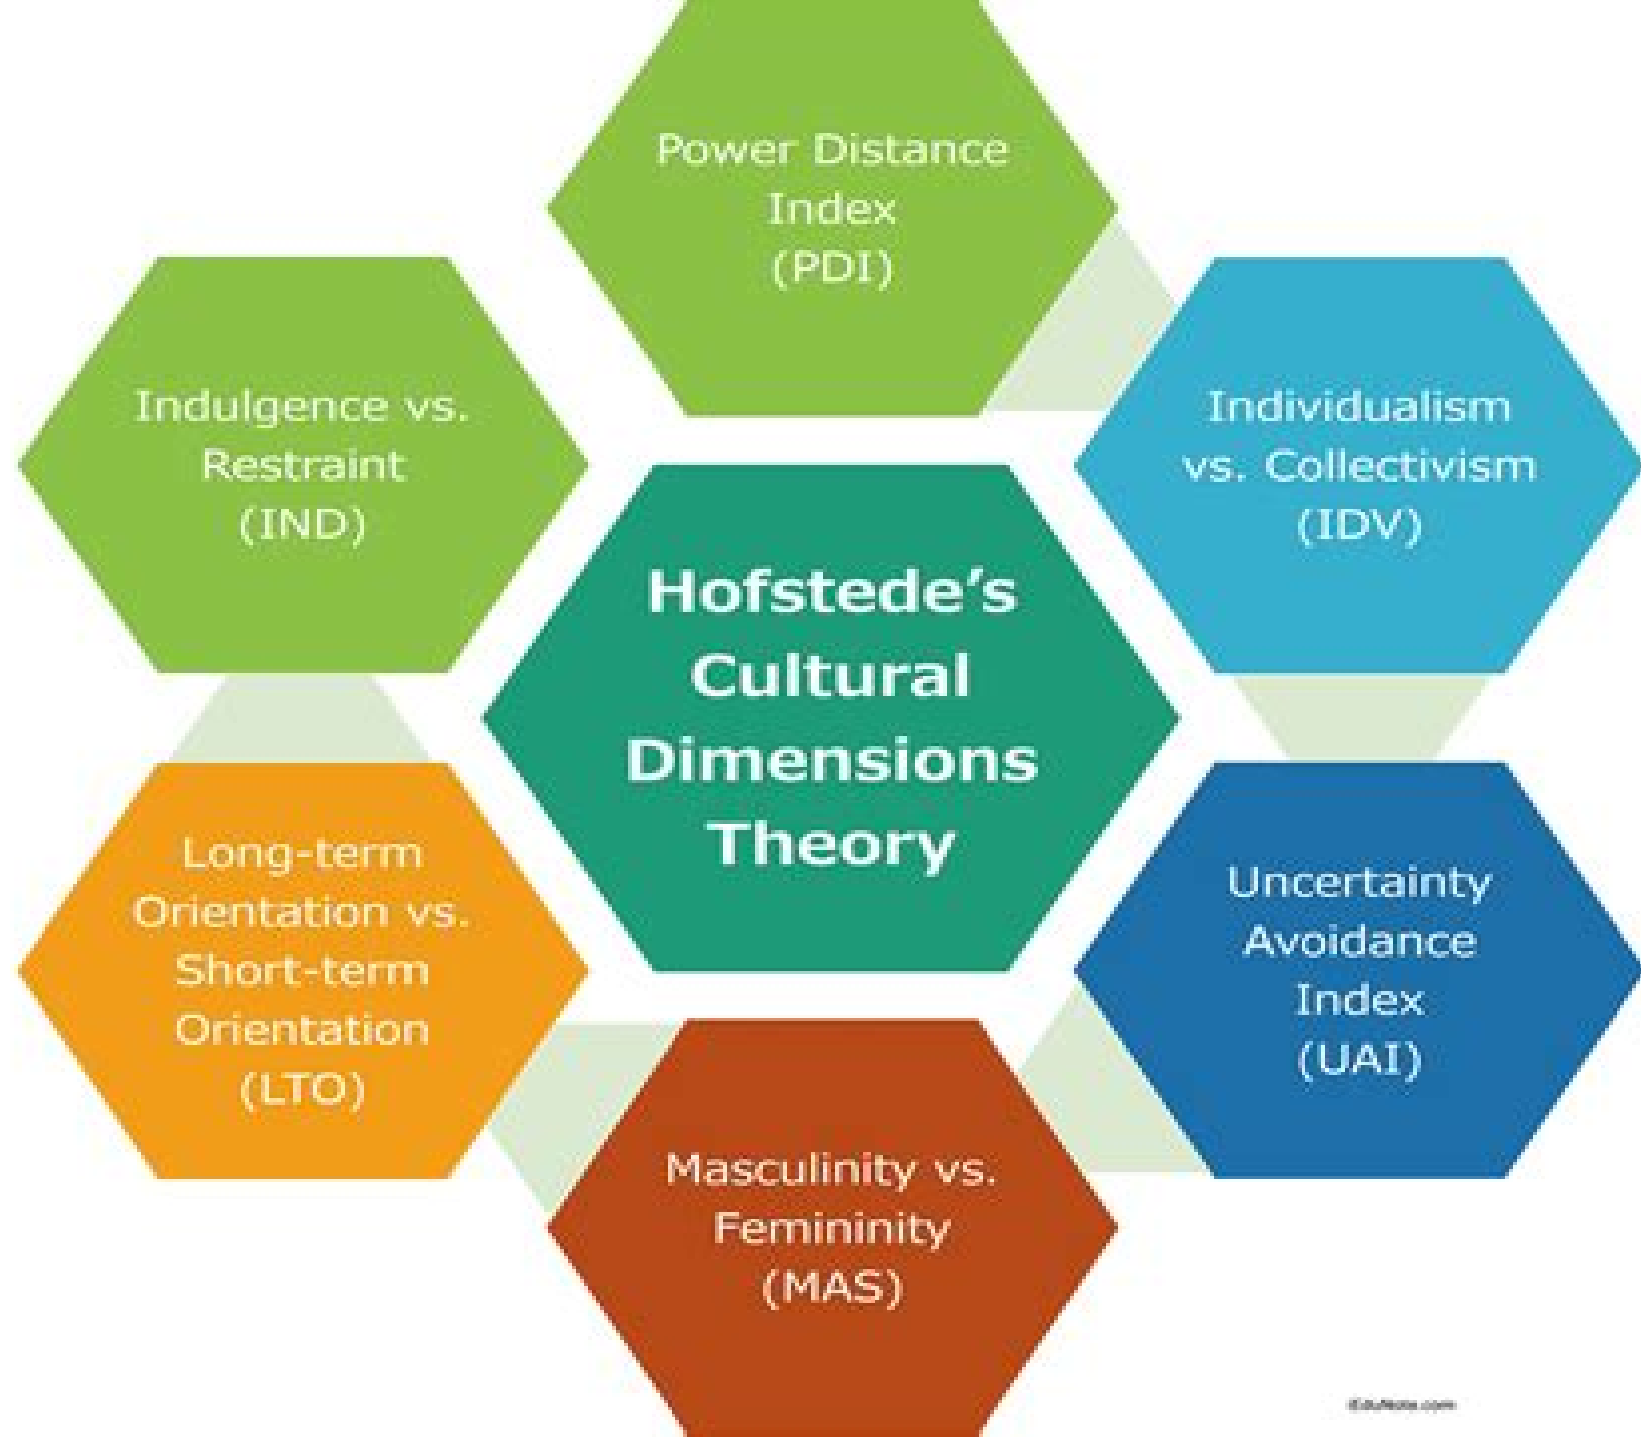 Power Distance
Index
(PDI)
Individualism
vs. Collectivism
(IDV)
Uncertainty
Avoidance
Index
(UAI)
Masculinity vs.
Femininity
(MAS)
Long-term
Orientation vs.
Short-term
Orientation
(LTO)
Indulgence vs.
Restraint
(IND)
Hofstede's
Cultural
Dimensions
Theory